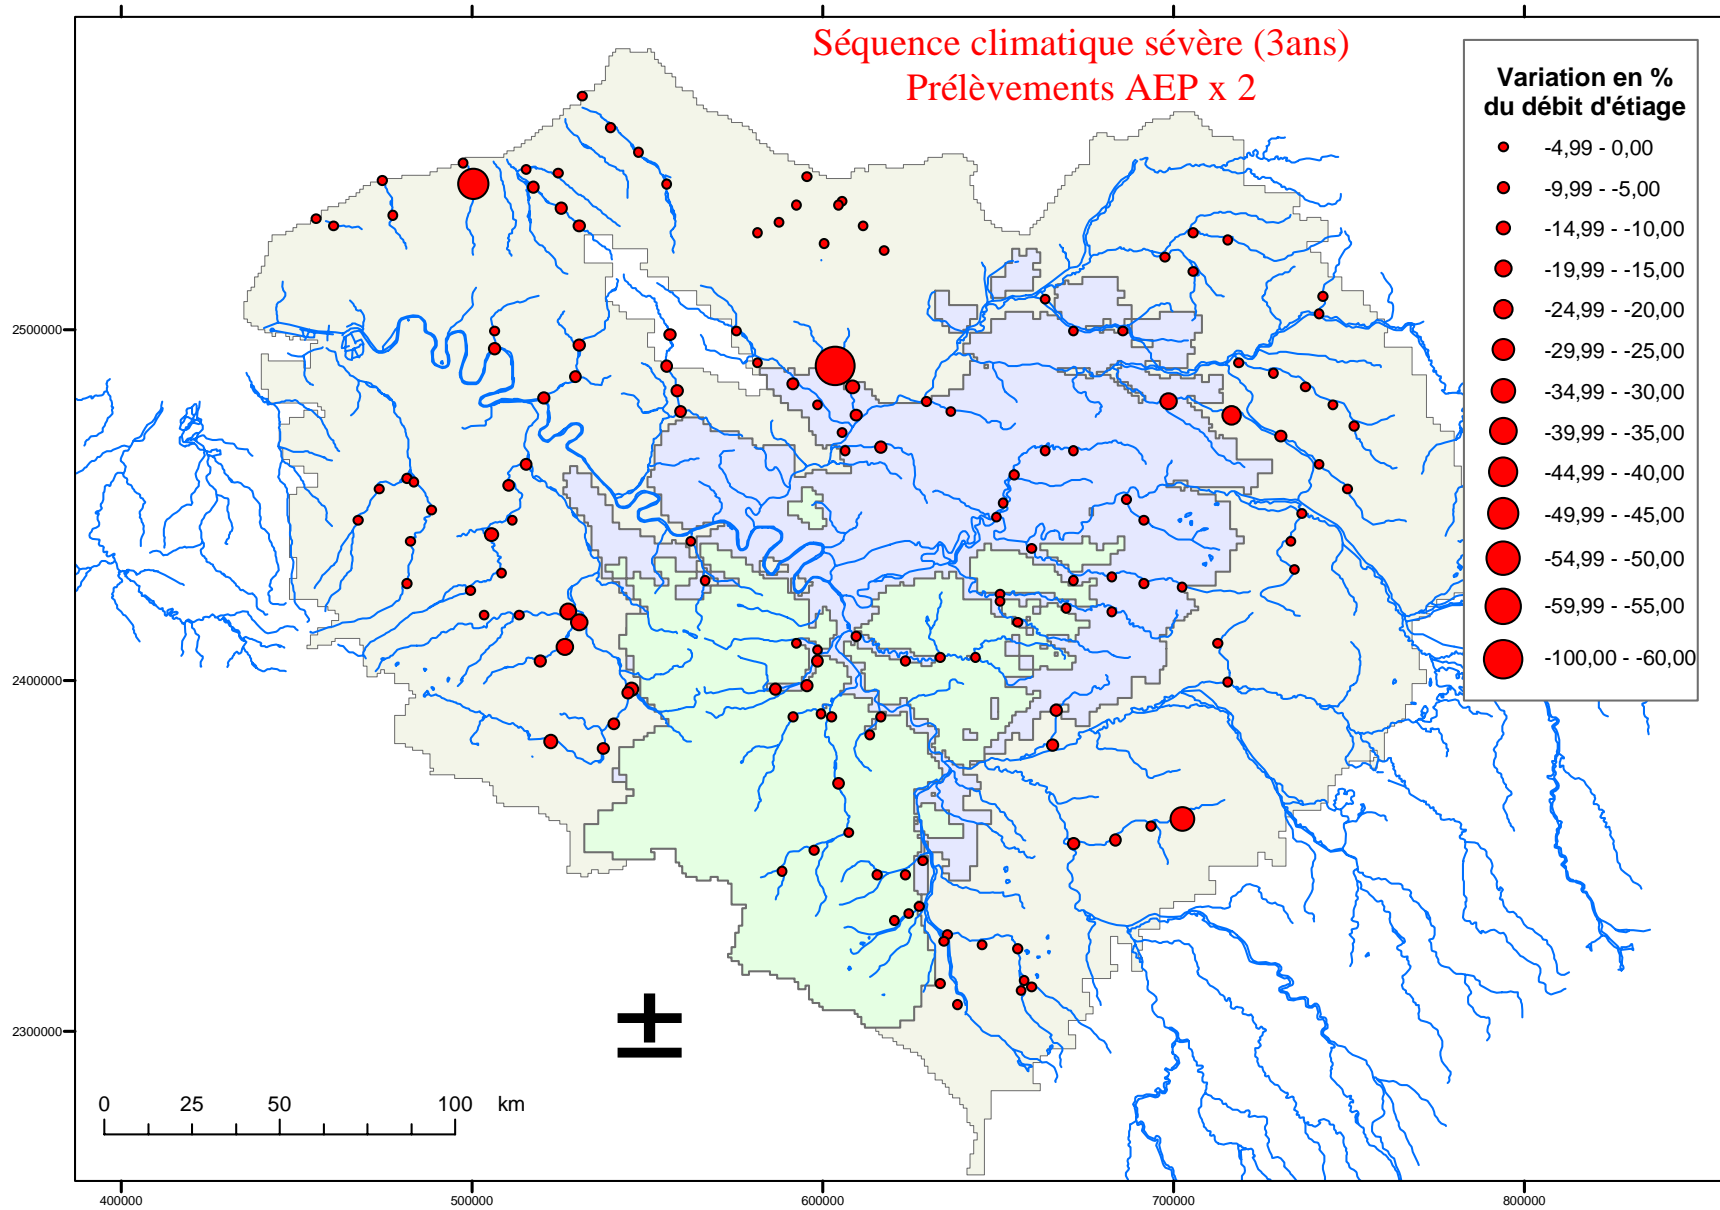 Séquence climatique sévère (3ans)
Prélèvements AEP x 2
Variation en %
du débit d'étiage
-4,99 - 0,00
-9,99 - -5,00
-14,99 - -10,00
-19,99 - -15,00
-24,99 - -20,00
-29,99 - -25,00
-34,99 - -30,00
-39,99 - -35,00
-44,99 - -40,00
-49,99 - -45,00
-54,99 - -50,00
-59,99 - -55,00
-100,00 - -60,00
2500000
2400000
2300000
0 25 50 100 km
400000 500000 600000 700000 800000